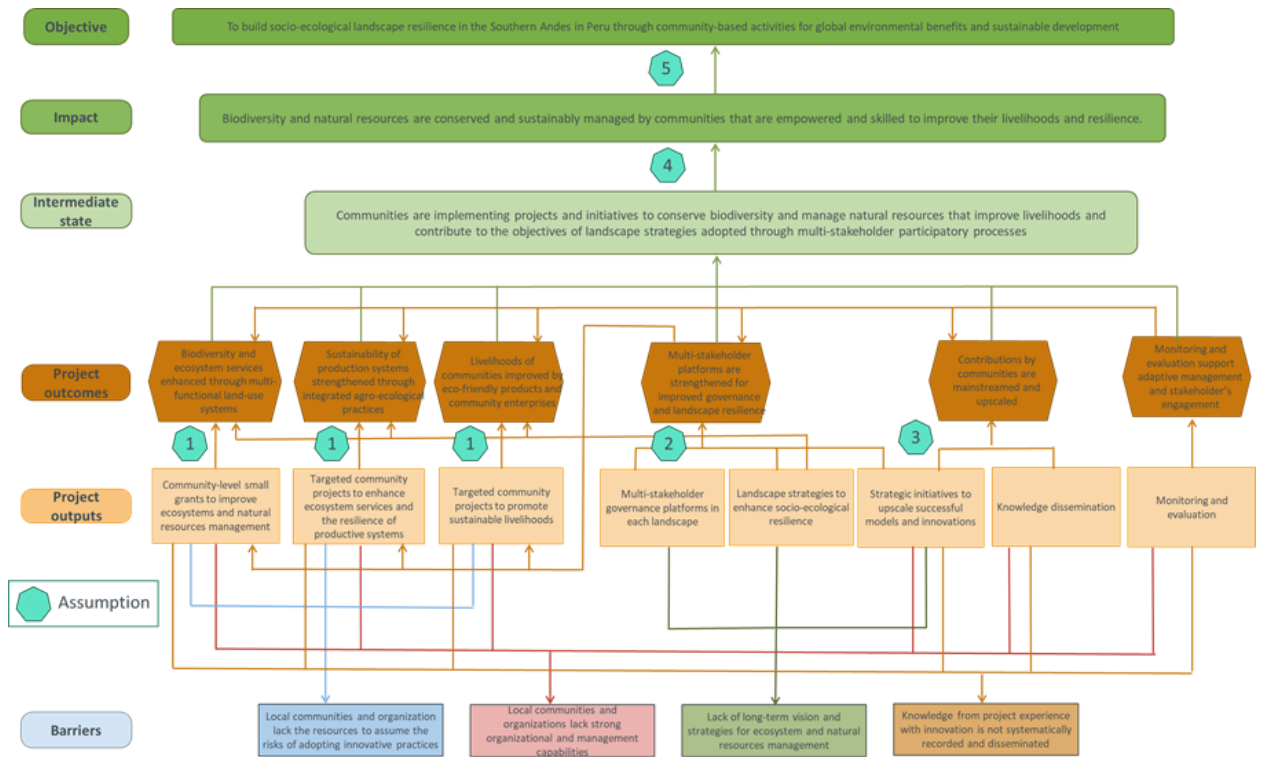 Objective
To build socio-ecological landscape resilience in the Southern Andes in Peru through community-based activities for global environmental benefits and sustainable development
5
Impact
Biodiversity and natural resources are conserved and sustainably managed by communities that are empowered and skilled to improve their livelihoods and resilience.
4
Intermediate
state
Communities are implementing projects and initiatives to conserve biodiversity and manage natural resources that improve livelihoods and
contribute to the objectives of landscape strategies adopted through multi-stakeholder participatory processes
Project
outcomes
Biodiversity and
ecosystem services
enhanced through multi-
functional land-use
systems
Sustainability of
production systems
strengthened through
integrated agro-ecological
practices
Livelihoods of
communities improved by
eco-friendly products and
community enterprises
Multi-stakeholder
platforms are
strengthened for
improved governance
and landscape resilience
Contributions by
communities are
mainstreamed and
upscaled
Monitoring and
evaluation support
adaptive management
and stakeholder's
engagement
1
1
1
2
3
Project
outputs
Community-level small
grants to improve
ecosystems and natural
resources management
Targeted community
projects to enhance
ecosystem services and
the resilience of
productive systems
Targeted community
projects to promote
sustainable livelihoods
Multi-stakeholder
governance platforms in
each landscape
Landscape strategies to
enhance socio-ecological
resilience
Strategic initiatives to
upscale successful
models and innovations
Knowledge dissemination
Monitoring and
evaluation
Assumption
Barriers
Local communities and organization
lack the resources to assume the
risks of adopting innovative practices
Local communities and
organizations lack strong
organizational and management
capabilities
Lack of long-term vision and
strategies for ecosystem and natural
resources management
Knowledge from project experience
with innovation is not systematically
recorded and disseminated